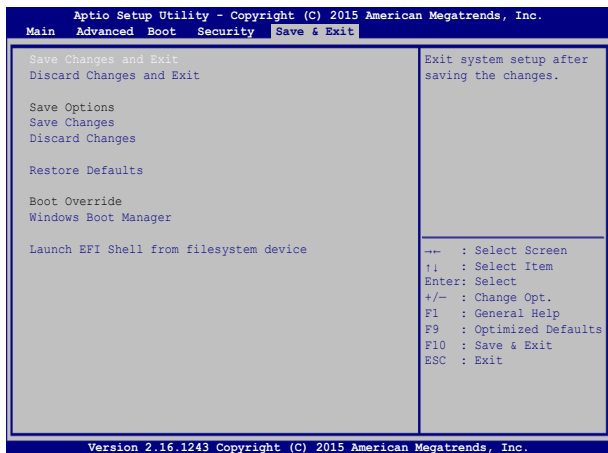 Aptio Setup Utility - Copyright (C) 2015 American Megatrends, Inc.
Main Advanced Boot Security Save & Exit
Save Changes and Exit
Discard Changes and Exit
Save Options
Save Changes
Discard Changes
Restore Defaults
Boot Override
Windows Boot Manager
Launch EFI Shell from filesystem device
Exit system setup after
saving the changes.
→← : Select Screen
↑↓ : Select Item
Enter: Select
+/— : Change Opt.
F1 : General Help
F9 : Optimized Defaults
F10 : Save & Exit
ESC : Exit
Version 2.16.1243 Copyright (C) 2015 American Megatrends, Inc.